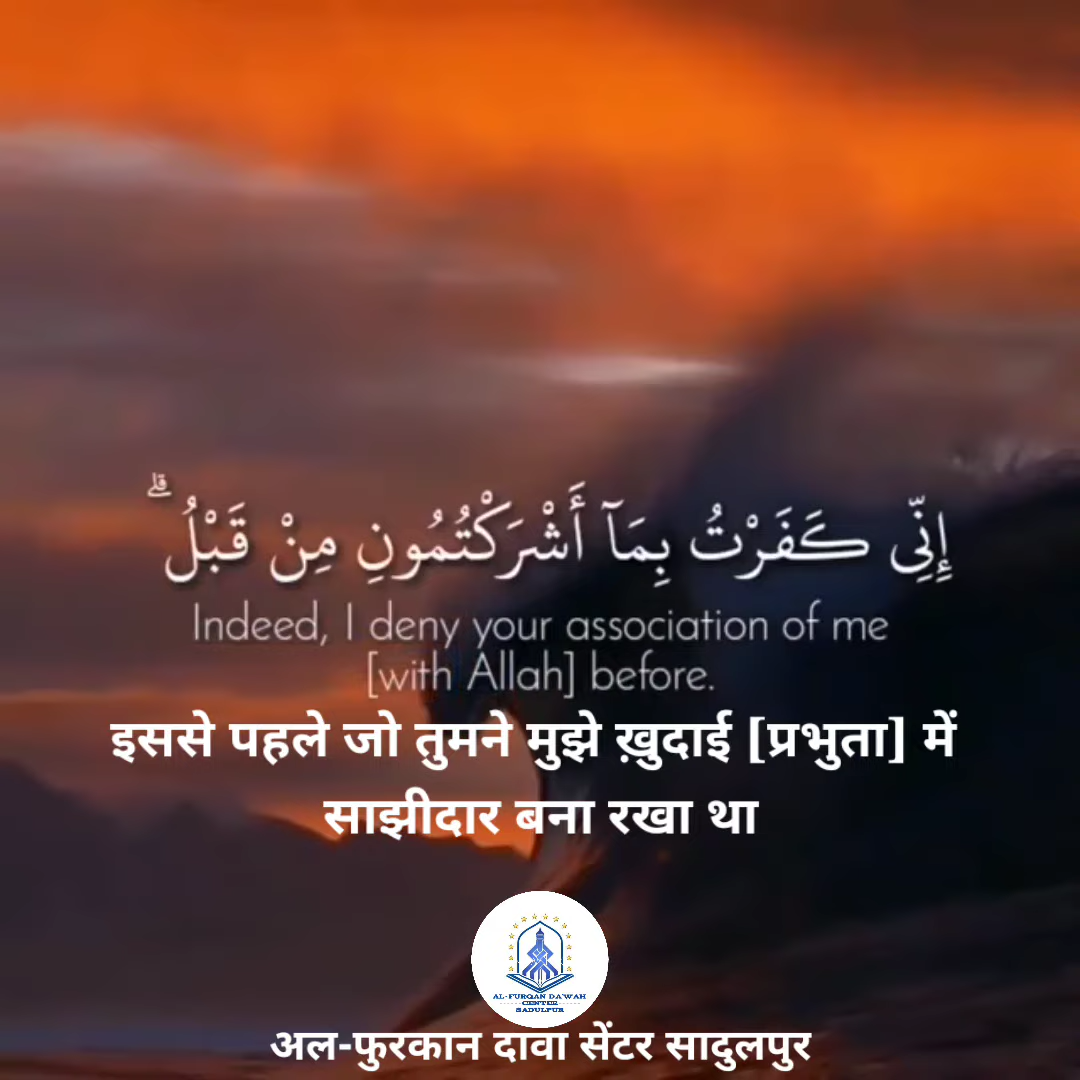 إِنِّي كَفَرْتُ بِمَآ أَشْرَكْتُمُونِ مِنْ قَبْلُ ۗ
Indeed, I deny your association of me
[with Allah] before.
इससे पहले जो तुमने मुझे ख़ुदाई [प्रभुता] में
साझीदार बना रखा था
AL-FURQAN DA'WAH
CENTER
SADULPUR
अल-फुरकान दावा सेंटर सादुलपुर